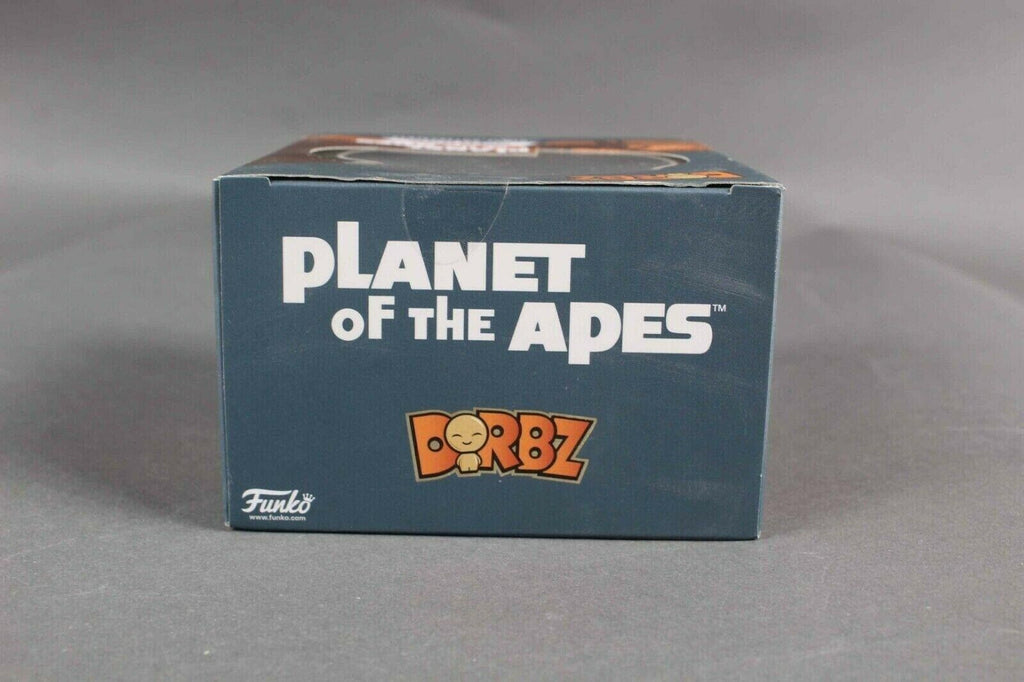 PLANET
OF THE APES™
DORBZ
Funko
www.funko.com